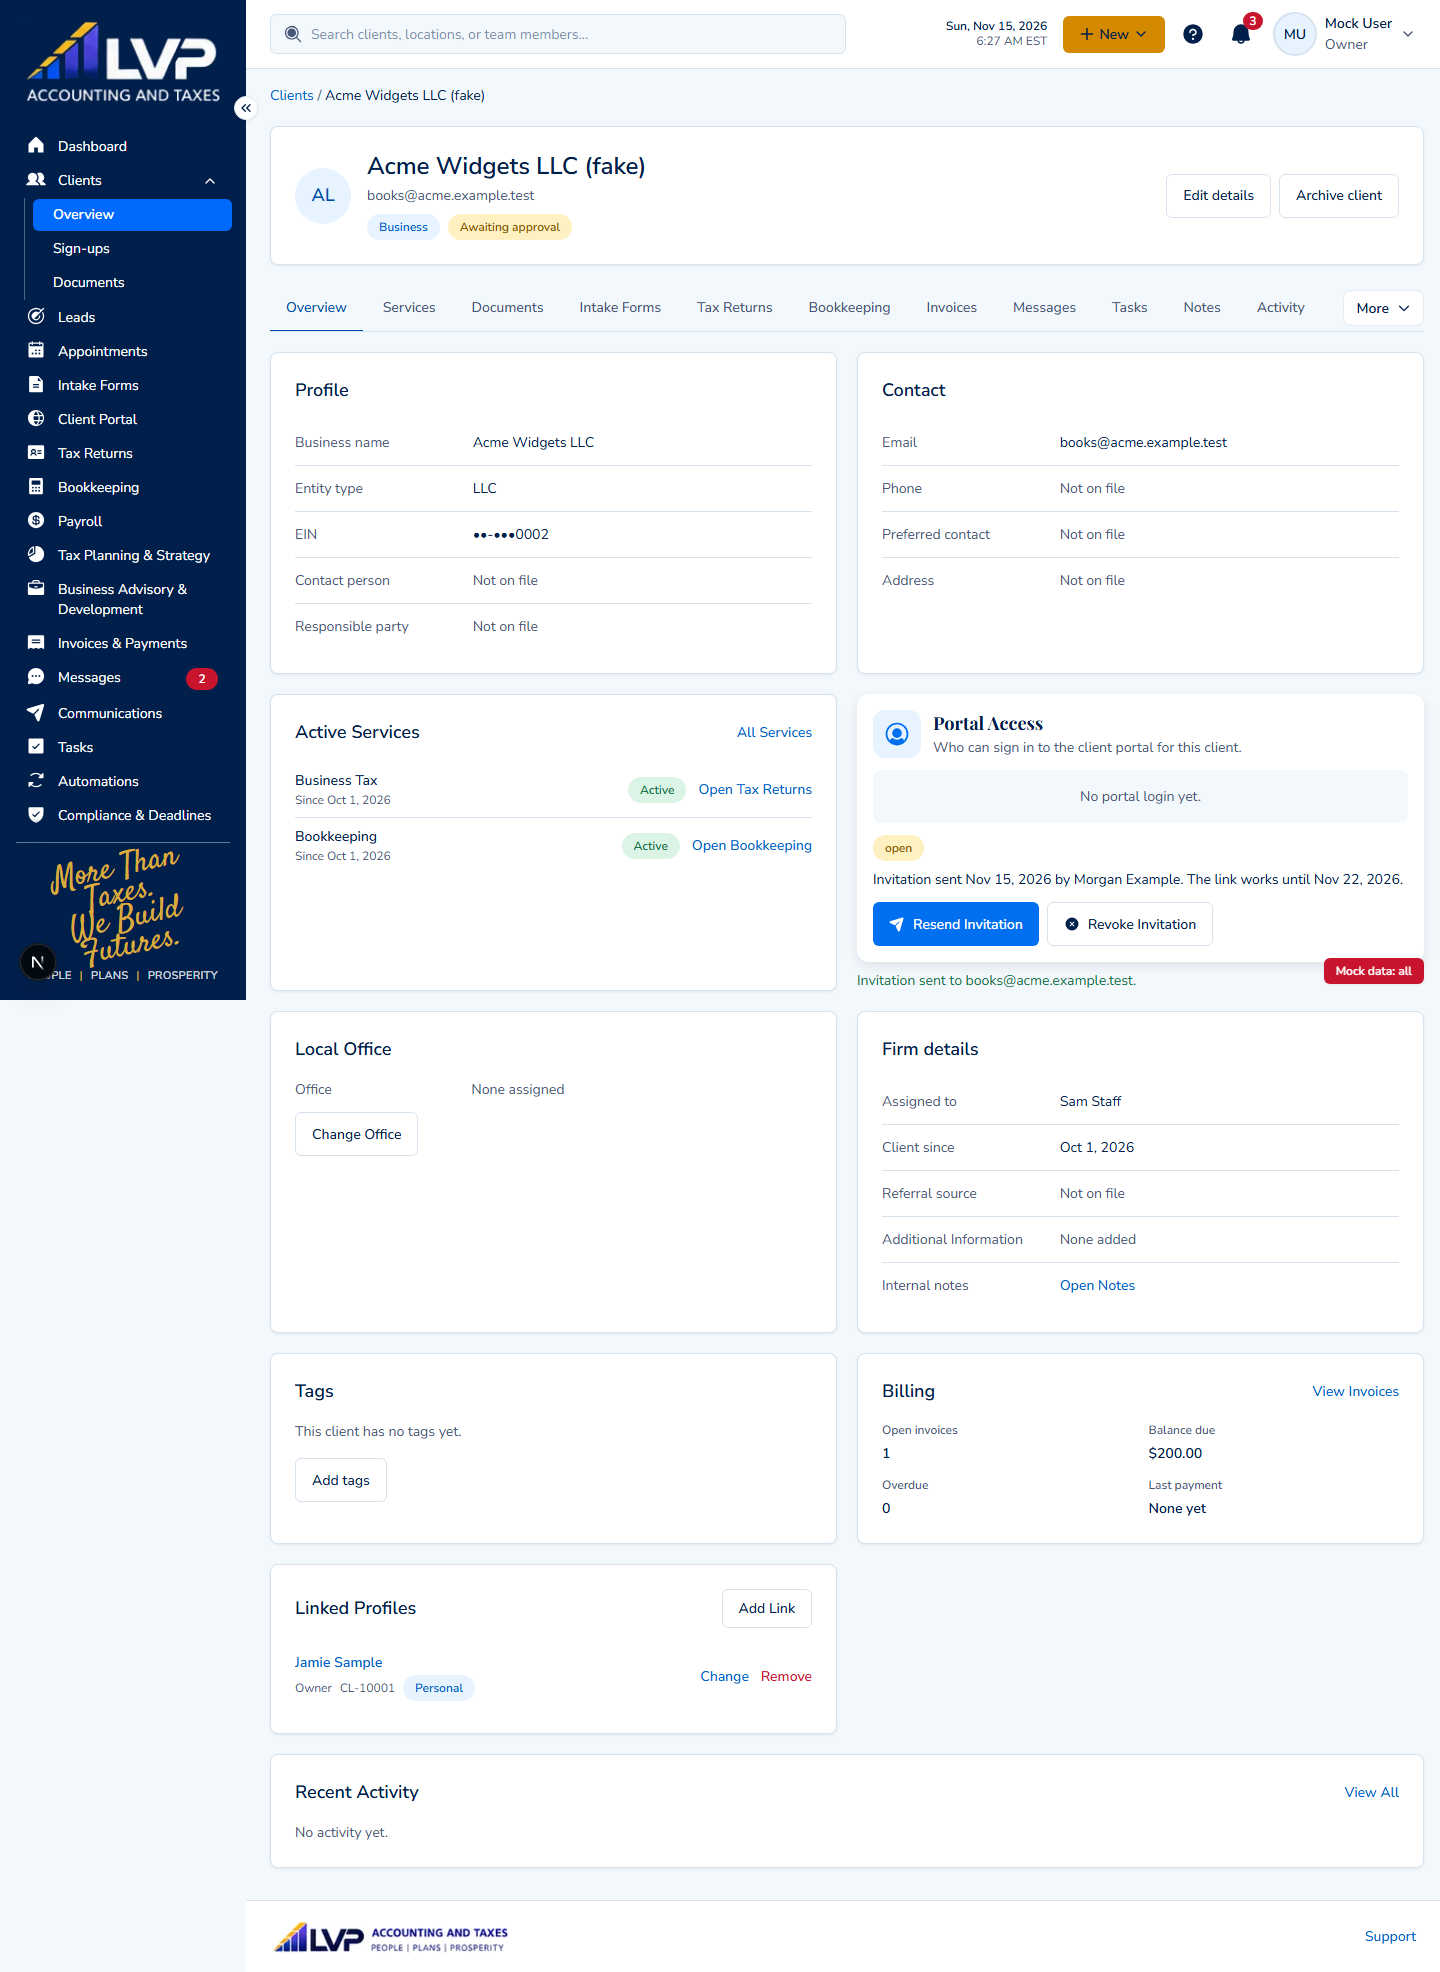 LVP
ACCOUNTING AND TAXES
Search clients, locations, or team members...
Sun, Nov 15, 2026
6:27 AM EST
New
3
MU
Mock User
Owner
Dashboard
Clients
Overview
Sign-ups
Documents
Leads
Appointments
Intake Forms
Client Portal
Tax Returns
Bookkeeping
Payroll
Tax Planning & Strategy
Business Advisory &
Development
Invoices & Payments
Messages
2
Communications
Tasks
Automations
Compliance & Deadlines
More Than
Taxes.
We Build
Futures.
N
PLE | PLANS | PROSPERITY
Clients / Acme Widgets LLC (fake)
AL
Acme Widgets LLC (fake)
books@acme.example.test
Business
Awaiting approval
Edit details
Archive client
Overview
Services
Documents
Intake Forms
Tax Returns
Bookkeeping
Invoices
Messages
Tasks
Notes
Activity
More
Profile
Business name Acme Widgets LLC
Entity type LLC
EIN ••-•••0002
Contact person Not on file
Responsible party Not on file
Contact
Email books@acme.example.test
Phone Not on file
Preferred contact Not on file
Address Not on file
Active Services
All Services
Business Tax
Since Oct 1, 2026
Active
Open Tax Returns
Bookkeeping
Since Oct 1, 2026
Active
Open Bookkeeping
Portal Access
Who can sign in to the client portal for this client.
No portal login yet.
open
Invitation sent Nov 15, 2026 by Morgan Example. The link works until Nov 22, 2026.
Resend Invitation
Revoke Invitation
Mock data: all
Invitation sent to books@acme.example.test.
Local Office
Office None assigned
Change Office
Firm details
Assigned to Sam Staff
Client since Oct 1, 2026
Referral source Not on file
Additional Information None added
Internal notes Open Notes
Tags
This client has no tags yet.
Add tags
Billing
View Invoices
Open invoices
1
Balance due
$200.00
Overdue
0
Last payment
None yet
Linked Profiles
Add Link
Jamie Sample
Owner CL-10001 Personal
Change
Remove
Recent Activity
View All
No activity yet.
LVP
ACCOUNTING AND TAXES
PEOPLE | PLANS | PROSPERITY
Support